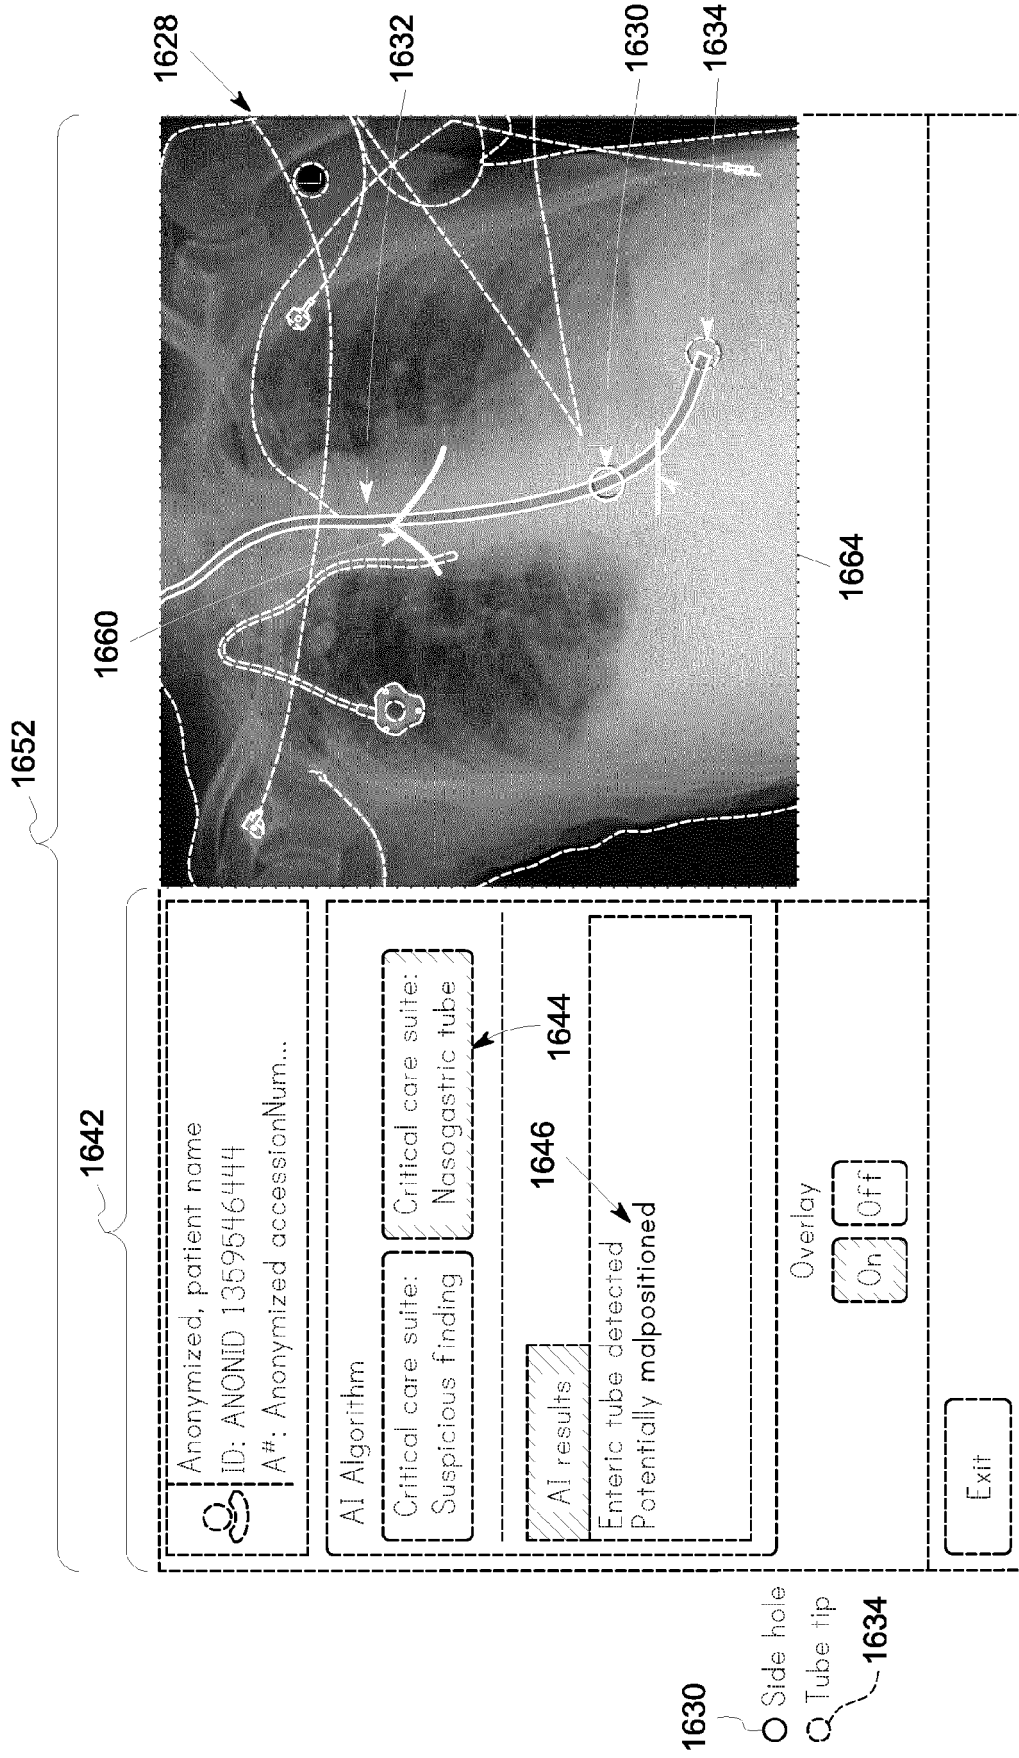 1652
1642
Anonymized, patient name
ID: ANONID 1359546444
A#: Anonymized accessionNum...
AI Algorithm
Critical care suite:
Suspicious finding
Critical care suite:
Nasogastric tube
1644
AI results
Enteric tube detected
Potentially malpositioned
1646
Overlay
On
Off
Exit
1660
1628
1632
1630
1634
L
1664
1630
Side hole
Tube tip
1634